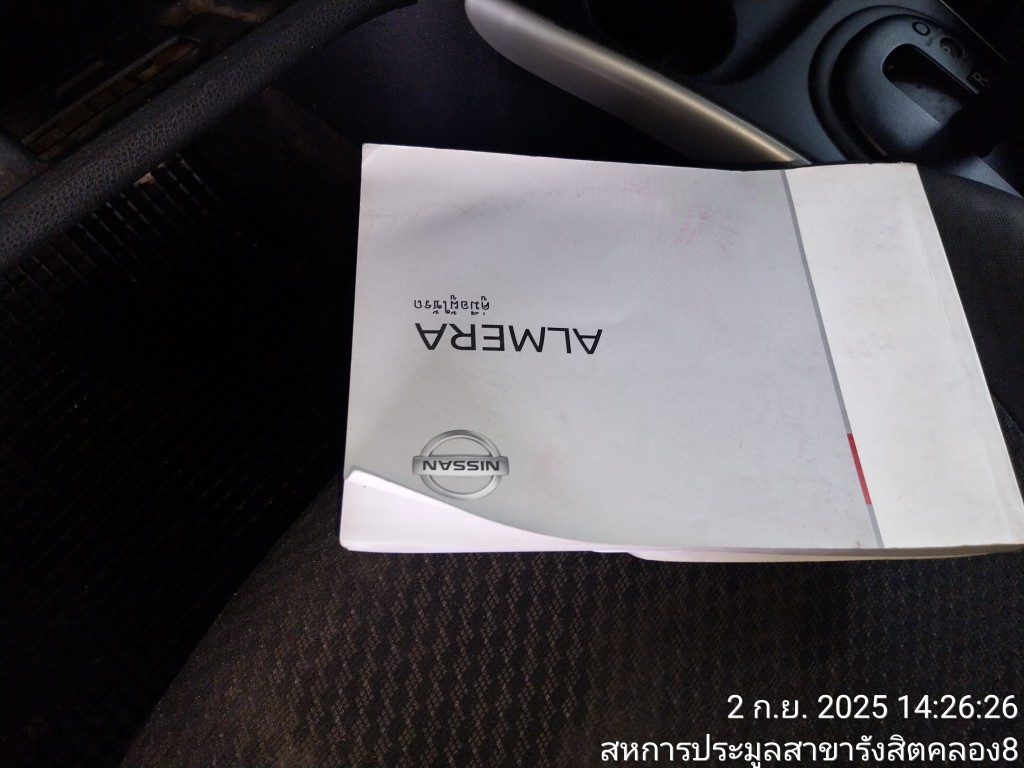 ALMERA
คู่มือผู้ใช้รถ
NISSAN
R
2 ก.ย. 2025 14:26:26
สหการประมูลสาขารังสิตคลอง8